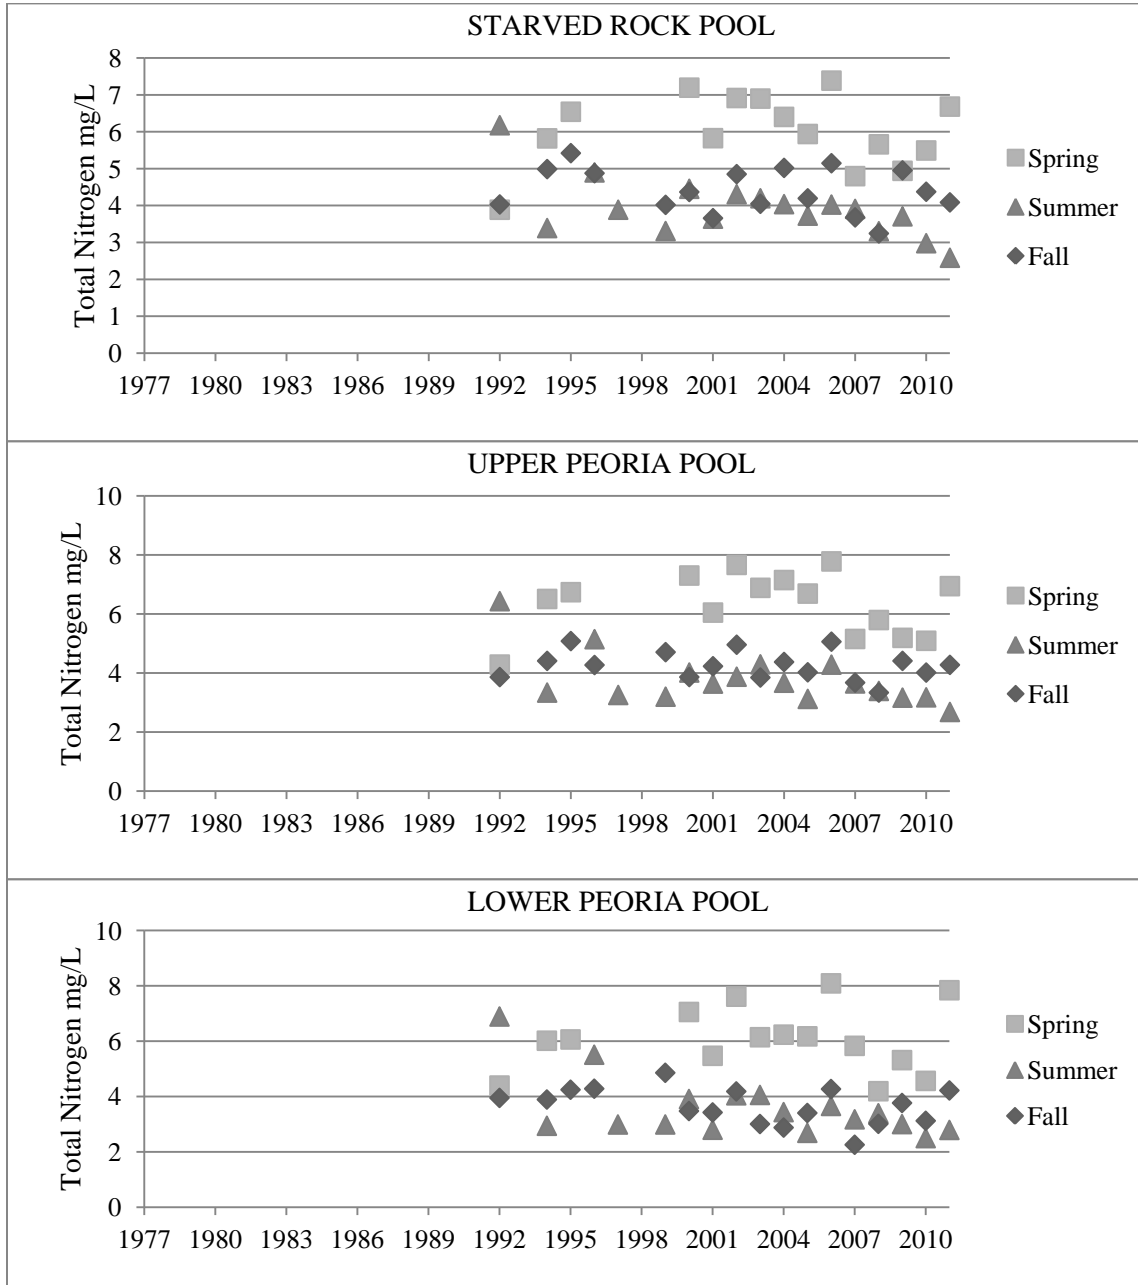 STARVED ROCK POOL
Total Nitrogen mg/L
8
7
6
5
4
3
2
1
0
1977 1980 1983 1986 1989 1992 1995 1998 2001 2004 2007 2010
Spring
Summer
Fall
UPPER PEORIA POOL
Total Nitrogen mg/L
10
8
6
4
2
0
1977 1980 1983 1986 1989 1992 1995 1998 2001 2004 2007 2010
Spring
Summer
Fall
LOWER PEORIA POOL
Total Nitrogen mg/L
10
8
6
4
2
0
1977 1980 1983 1986 1989 1992 1995 1998 2001 2004 2007 2010
Spring
Summer
Fall